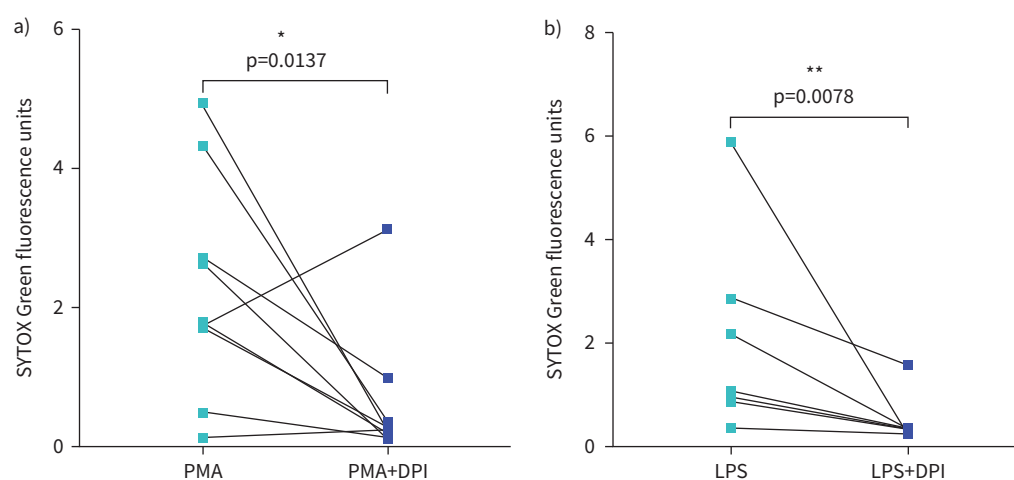 a)
*
p=0.0137
SYTOX Green fluorescence units
6
4
2
0
PMA
PMA+DPI
b)
**
p=0.0078
SYTOX Green fluorescence units
8
6
4
2
0
LPS
LPS+DPI